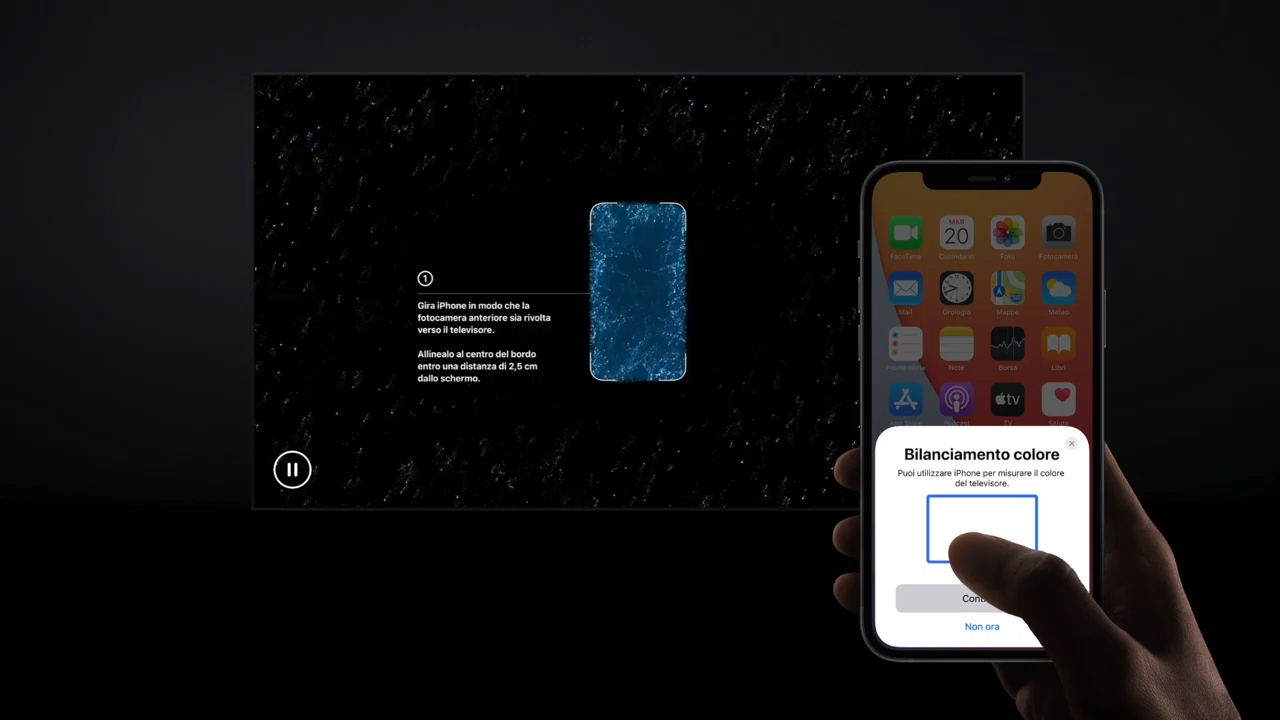 1
Gira iPhone in modo che la
fotocamera anteriore sia rivolta
verso il televisore.
Allinealo al centro del bordo
entro una distanza di 2,5 cm
dallo schermo.
MAR
20
FaceTime Calendario Foto Fotocamera
Mail Orologio Mappe Meteo
Promemoria Note Borsa Libri
tv
App Store Podcast TV Salute
Bilanciamento colore
Puoi utilizzare iPhone per misurare il colore
del televisore.
Non ora